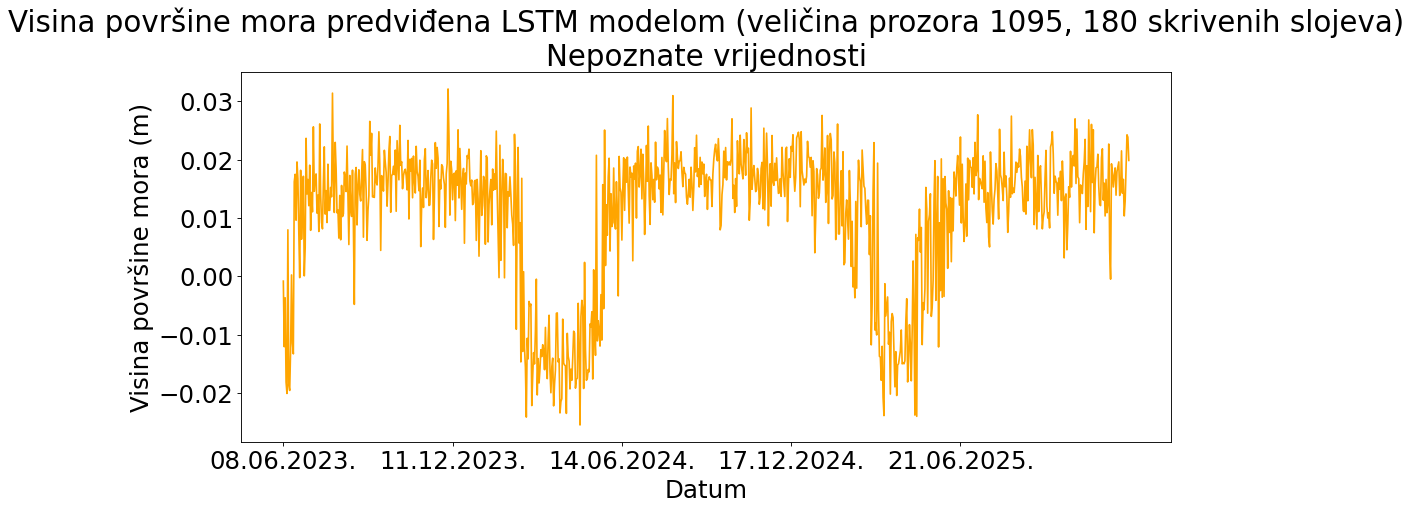 Visina površine mora predviđena LSTM modelom (veličina prozora 1095, 180 skrivenih slojeva)
Nepoznate vrijednosti
Visina površine mora (m)
0.03
0.02
0.01
0.00
−0.01
−0.02
08.06.2023. 11.12.2023. 14.06.2024. 17.12.2024. 21.06.2025.
Datum